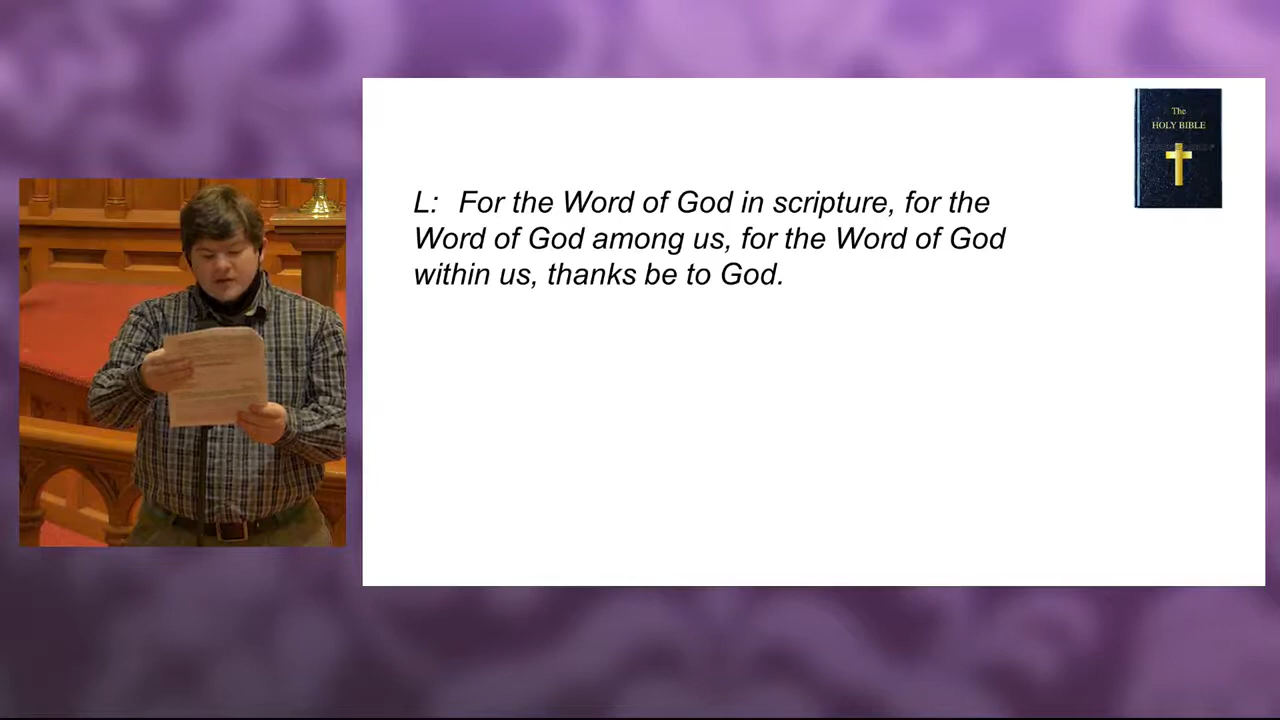 The
HOLY BIBLE
L: For the Word of God in scripture, for the
Word of God among us, for the Word of God
within us, thanks be to God.